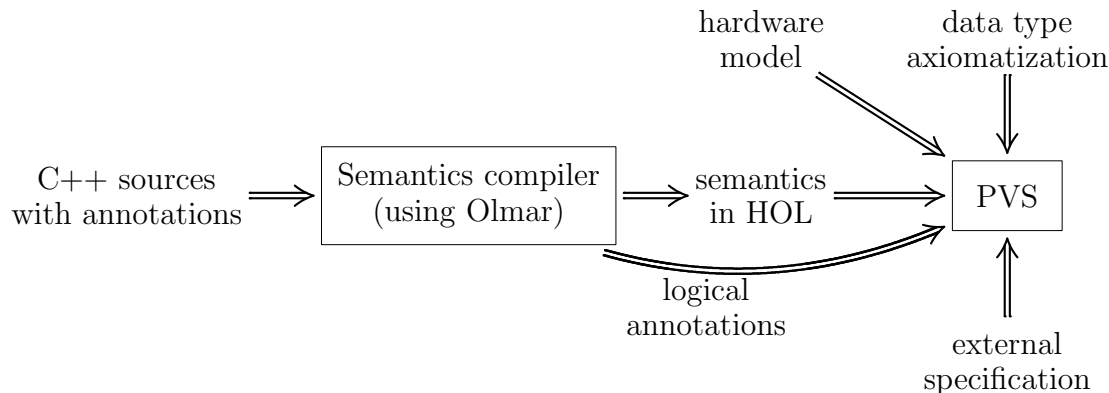 hardware
model
data type
axiomatization
C++ sources
with annotations
Semantics compiler
(using Olmar)
semantics
in HOL
PVS
logical
annotations
external
specification